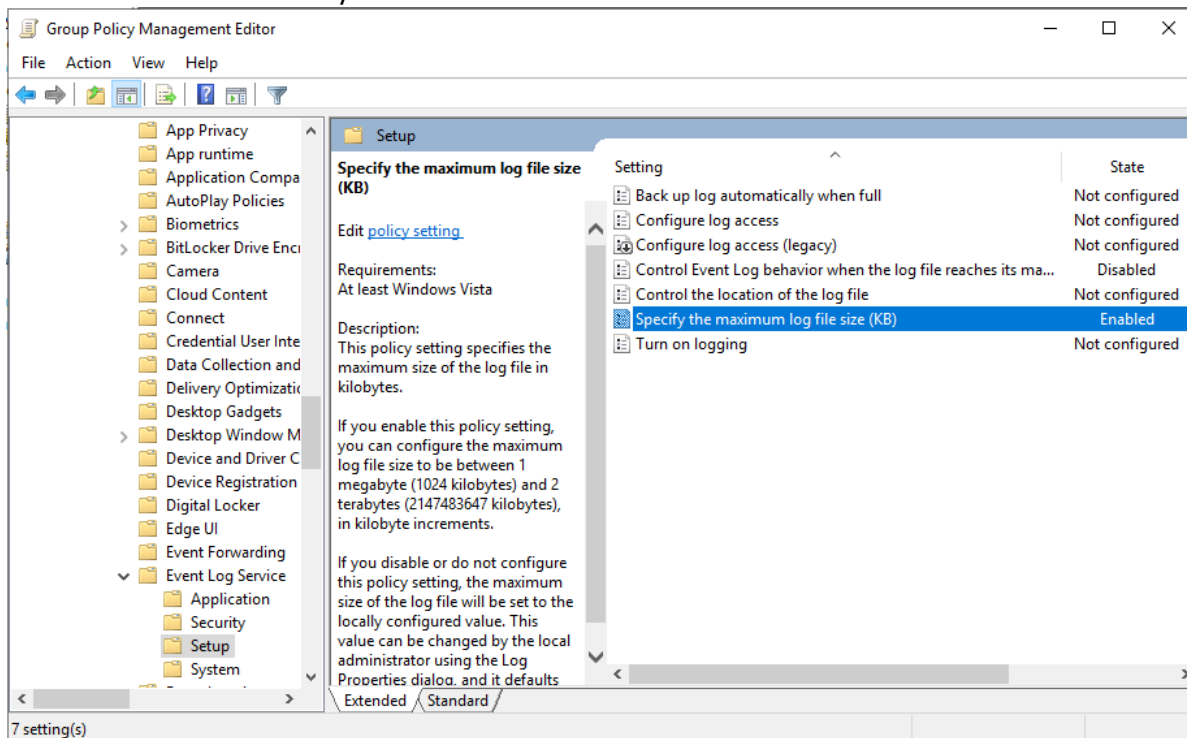 Group Policy Management Editor
File Action View Help
App Privacy
App runtime
Application Compa
AutoPlay Policies
Biometrics
BitLocker Drive Encr
Camera
Cloud Content
Connect
Credential User Inte
Data Collection and
Delivery Optimizatio
Desktop Gadgets
Desktop Window M
Device and Driver C
Device Registration
Digital Locker
Edge UI
Event Forwarding
Event Log Service
Application
Security
Setup
System
Setup
Specify the maximum log file size
(KB)
Edit policy setting
Requirements:
At least Windows Vista
Description:
This policy setting specifies the
maximum size of the log file in
kilobytes.
If you enable this policy setting,
you can configure the maximum
log file size to be between 1
megabyte (1024 kilobytes) and 2
terabytes (2147483647 kilobytes),
in kilobyte increments.
If you disable or do not configure
this policy setting, the maximum
size of the log file will be set to the
locally configured value. This
value can be changed by the local
administrator using the Log
Properties dialog, and it defaults
Setting State
Back up log automatically when full Not configured
Configure log access Not configured
Configure log access (legacy) Not configured
Control Event Log behavior when the log file reaches its ma... Disabled
Control the location of the log file Not configured
Specify the maximum log file size (KB) Enabled
Turn on logging Not configured
Extended Standard
7 setting(s)